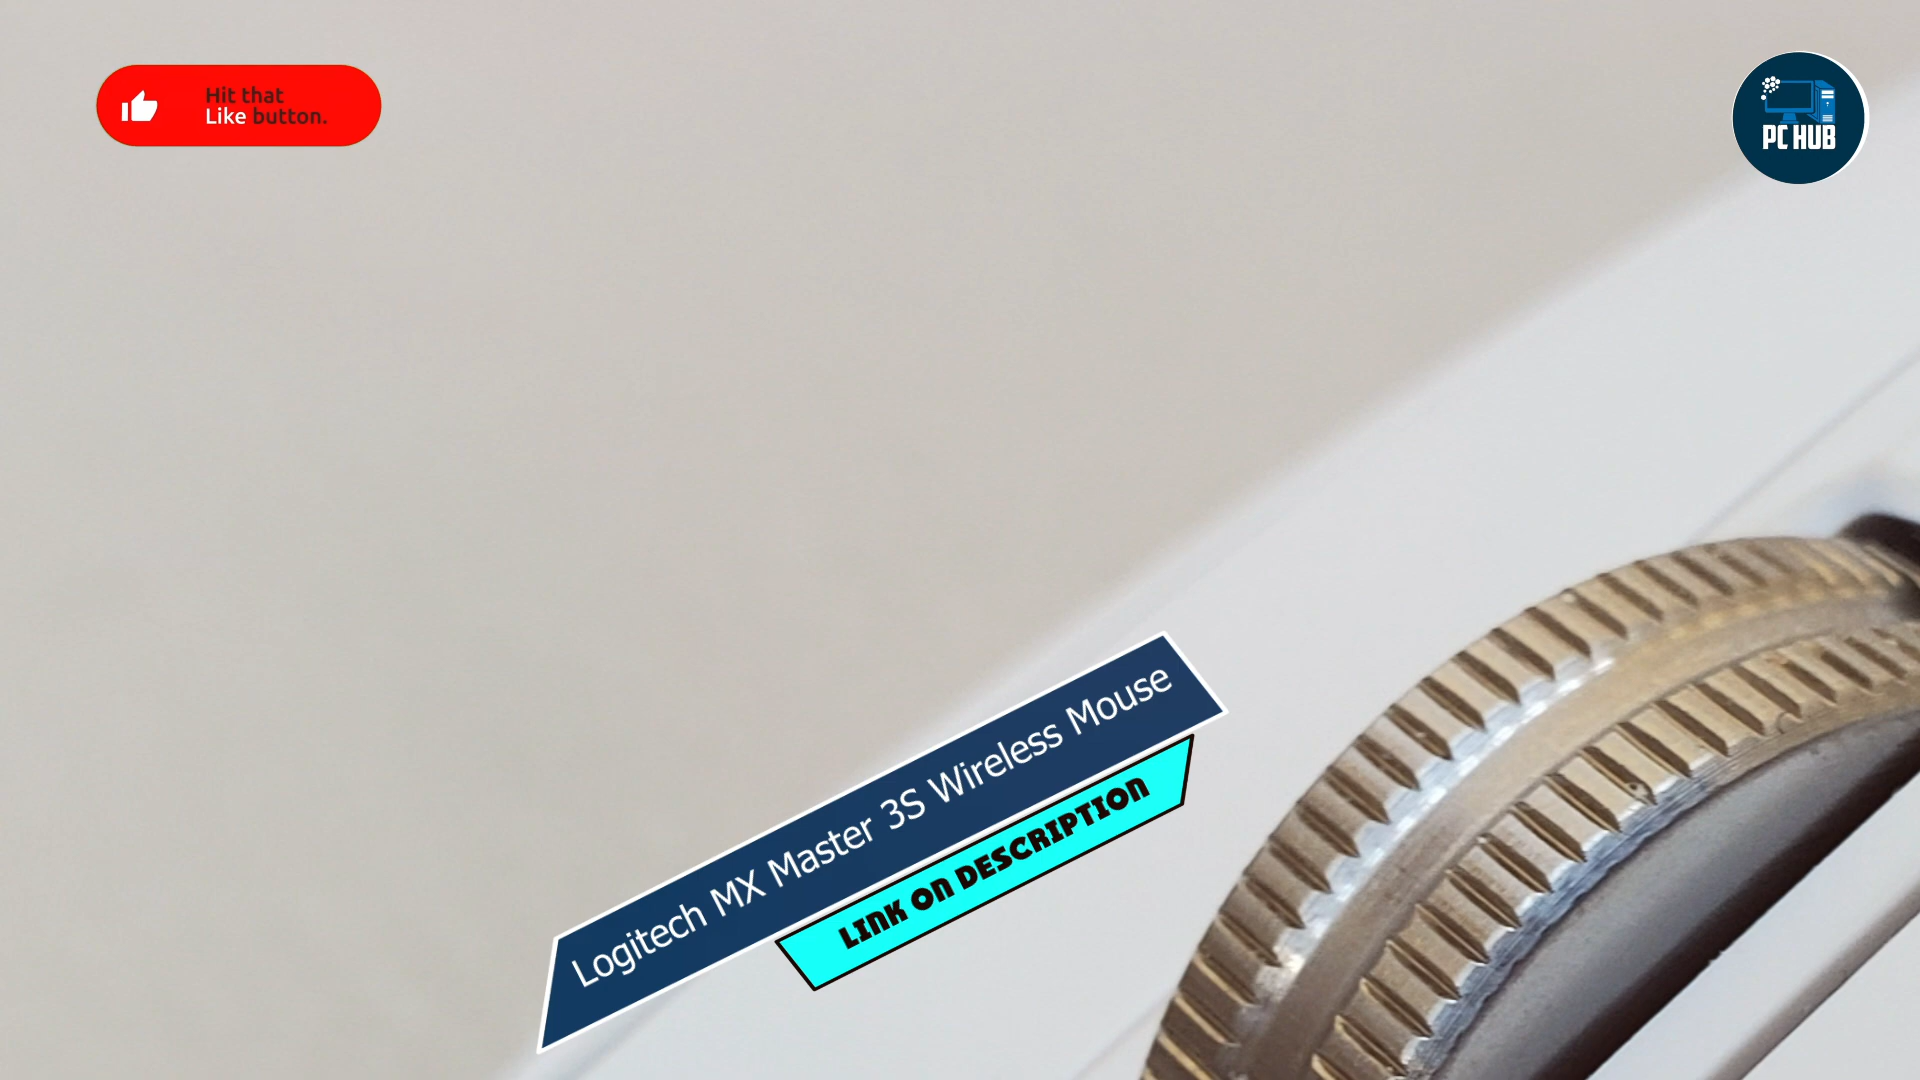 Hit that
Like button.
PC HUB
Logitech MX Master 3S Wireless Mouse
LINK ON DESCRIPTION